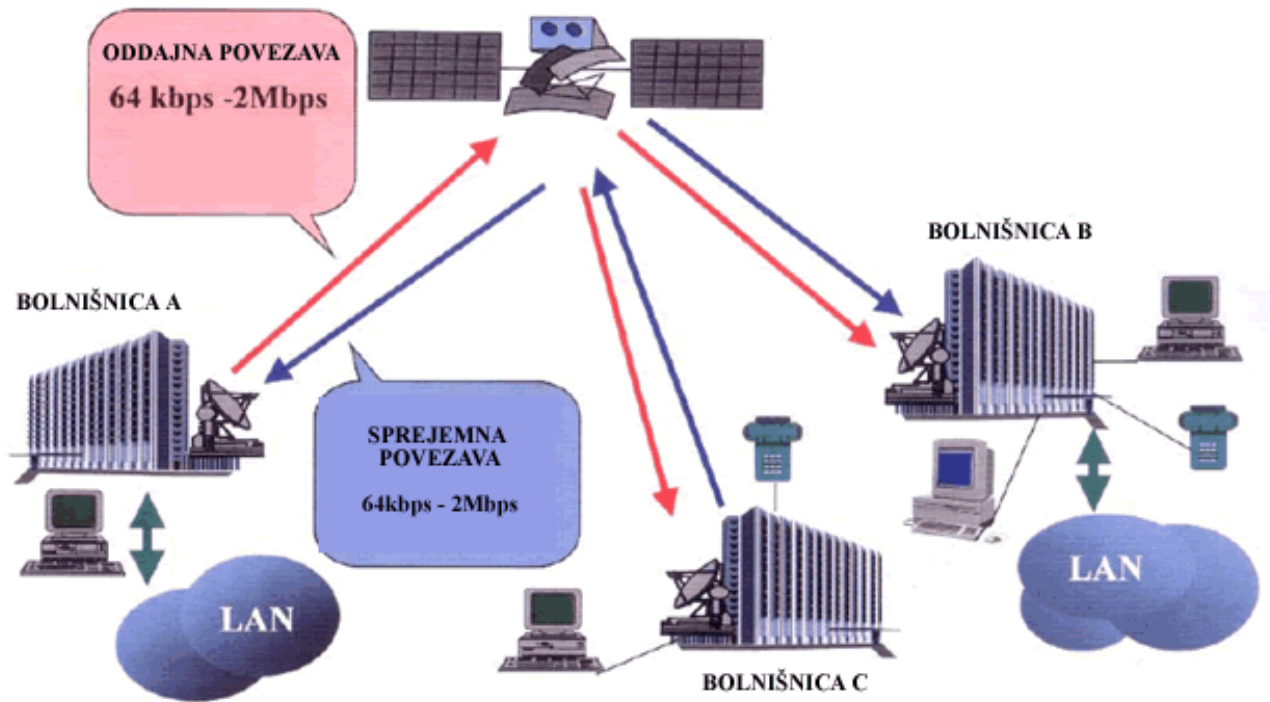 ODDAJNA POVEZAVA
64 kbps -2Mbps
BOLNIŠNICA B
BOLNIŠNICA A
SPREJEMNA
POVEZAVA
64kbps - 2Mbps
LAN
LAN
BOLNIŠNICA C